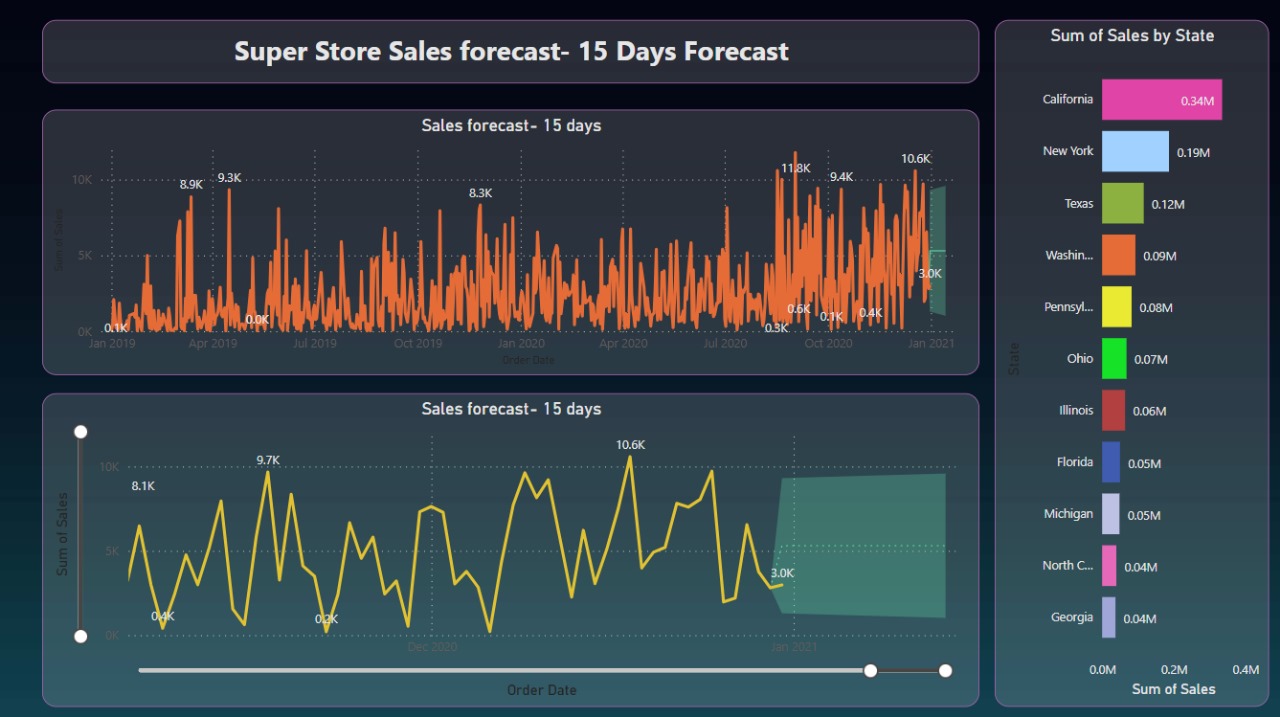 Super Store Sales forecast- 15 Days Forecast
Sales forecast- 15 days
Sum of Sales
10K
5K
0K
8.9K
9.3K
8.3K
11.8K
9.4K
10.6K
3.0K
0.1K
0.0K
0.3K
0.6K
0.1K
0.4K
Jan 2019
Apr 2019
Jul 2019
Oct 2019
Jan 2020
Apr 2020
Jul 2020
Oct 2020
Jan 2021
Order Date
Sales forecast- 15 days
Sum of Sales
10K
5K
0K
8.1K
9.7K
10.6K
3.0K
0.4K
0.2K
Dec 2020
Jan 2021
Order Date
Sum of Sales by State
State
California 0.34M
New York 0.19M
Texas 0.12M
Washin... 0.09M
Pennsyl... 0.08M
Ohio 0.07M
Illinois 0.06M
Florida 0.05M
Michigan 0.05M
North C... 0.04M
Georgia 0.04M
0.0M 0.2M 0.4M
Sum of Sales